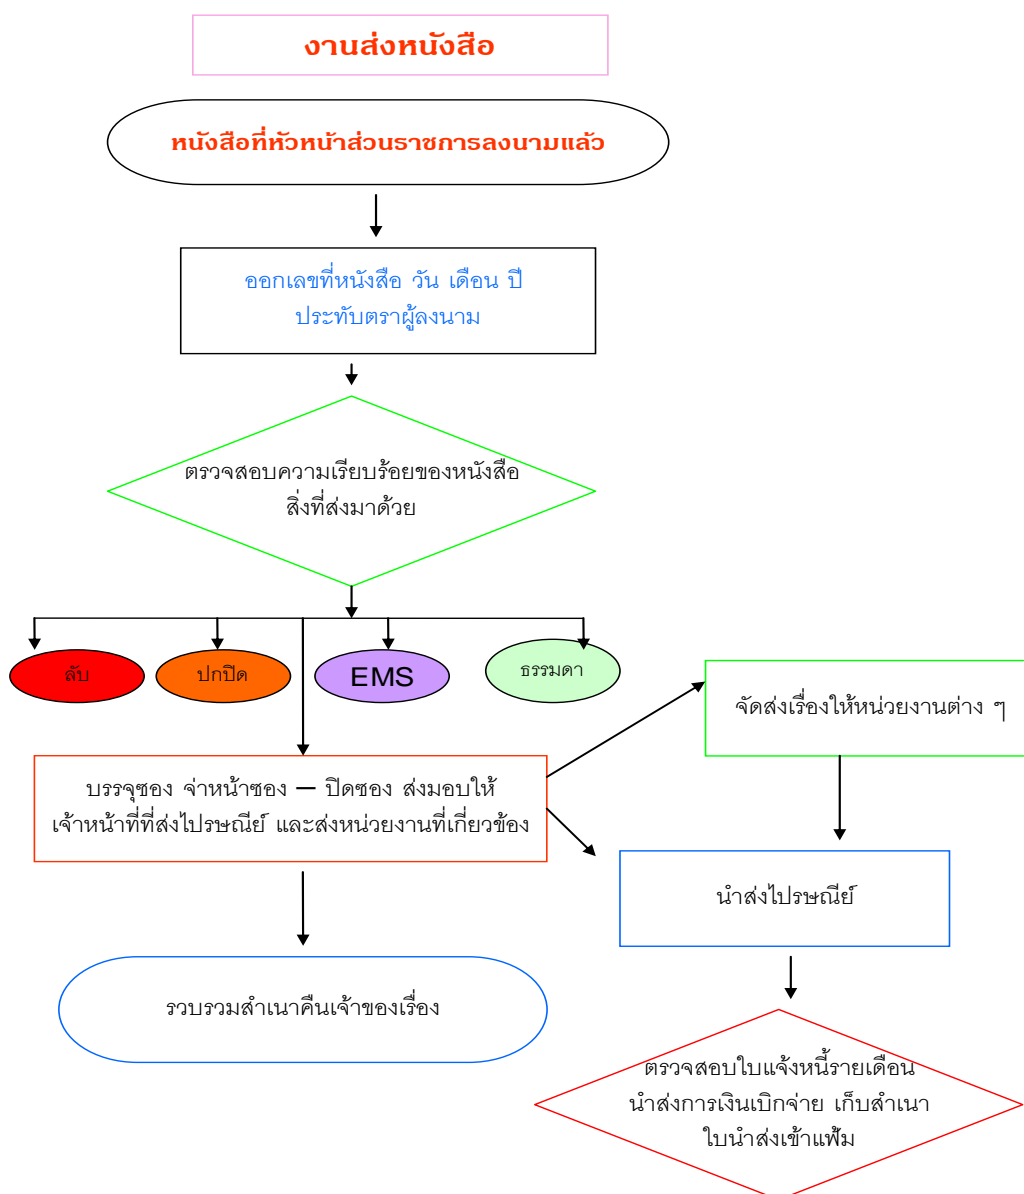 งานส่งหนังสือ
หนังสือที่หัวหน้าส่วนราชการลงนามแล้ว
ออกเลขที่หนังสือ วัน เดือน ปี
ประทับตราผู้ลงนาม
ตรวจสอบความเรียบร้อยของหนังสือ
สิ่งที่ส่งมาด้วย
ลับ
ปกปิด
EMS
ธรรมดา
จัดส่งเรื่องให้หน่วยงานต่าง ๆ
บรรจุซอง จ่าหน้าซอง – ปิดซอง ส่งมอบให้
เจ้าหน้าที่ที่ส่งไปรษณีย์ และส่งหน่วยงานที่เกี่ยวข้อง
นำส่งไปรษณีย์
รวบรวมสำเนาคืนเจ้าของเรื่อง
ตรวจสอบใบแจ้งหนี้รายเดือน
นำส่งการเงินเบิกจ่าย เก็บสำเนา
ใบนำส่งเข้าแฟ้ม